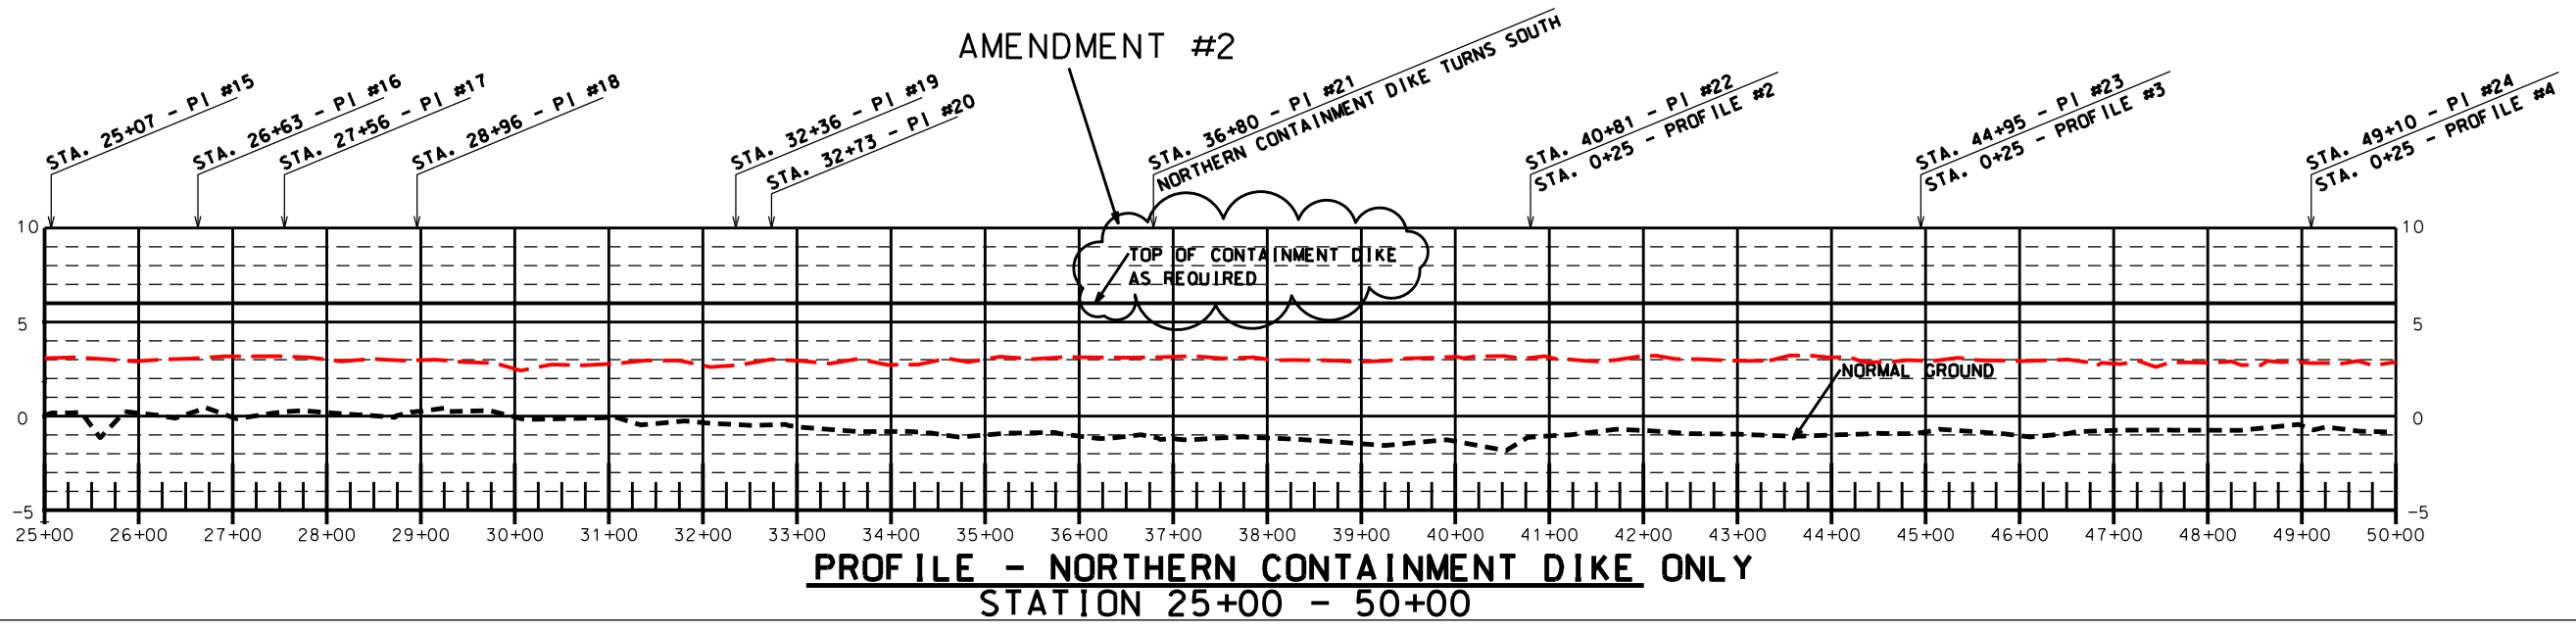 AMENDMENT #2
STA. 25+07 - PI #15
STA. 26+63 - PI #16
STA. 27+56 - PI #17
STA. 28+96 - PI #18
STA. 32+36 - PI #19
STA. 32+73 - PI #20
STA. 36+80 - PI #21
NORTHERN CONTAINMENT DIKE TURNS SOUTH
STA. 40+81 - PI #22
STA. 0+25 - PROFILE #2
STA. 44+95 - PI #23
STA. 0+25 - PROFILE #3
STA. 49+10 - PI #24
STA. 0+25 - PROFILE #4
10 10
TOP OF CONTAINMENT DIKE
AS REQUIRED
5 5
NORMAL GROUND
0 0
-5 -5
25+00 26+00 27+00 28+00 29+00 30+00 31+00 32+00 33+00 34+00 35+00 36+00 37+00 38+00 39+00 40+00 41+00 42+00 43+00 44+00 45+00 46+00 47+00 48+00 49+00 50+00
PROFILE - NORTHERN CONTAINMENT DIKE ONLY
STATION 25+00 - 50+00